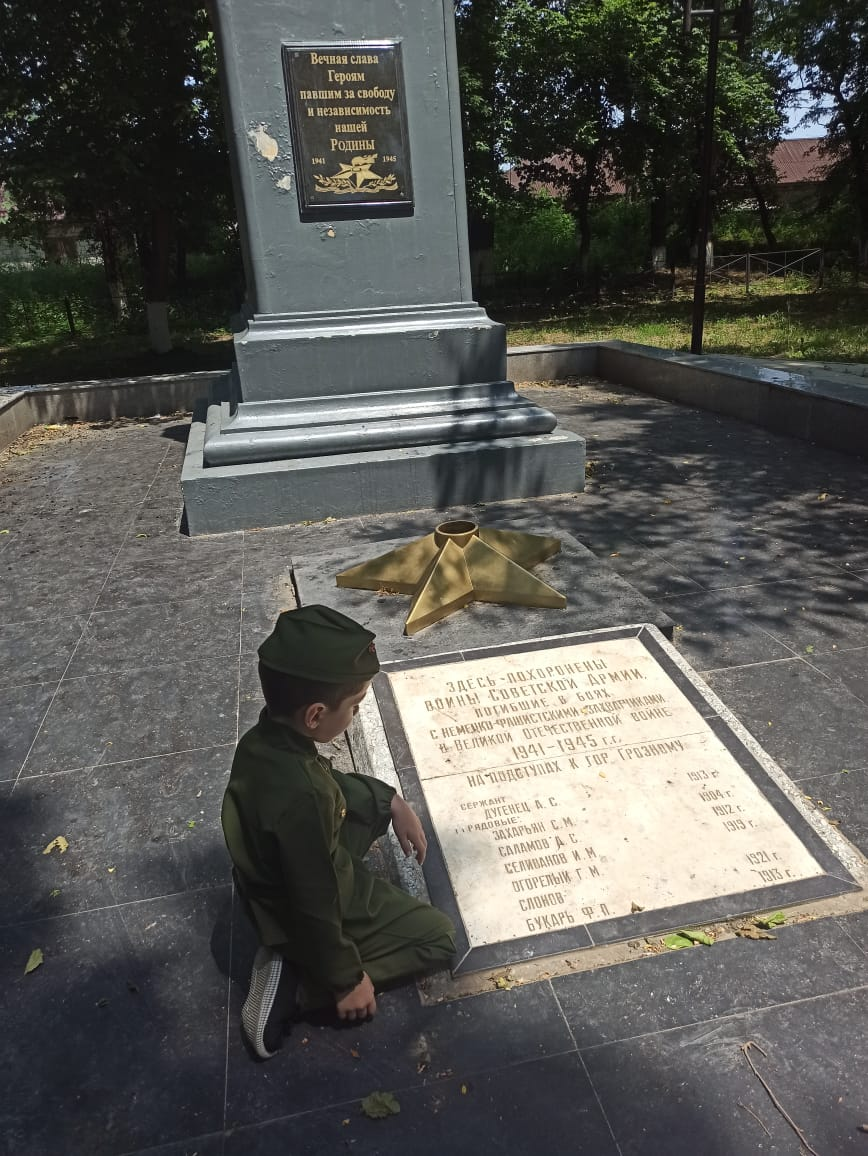 Вечная слава
Героям
павшим за свободу
и независимость
нашей
Родины
1941 1945
ЗДЕСЬ ПОХОРОНЕНЫ
ВОИНЫ СОВЕТСКОЙ АРМИИ,
ПОГИБШИЕ В БОЯХ
С НЕМЕЦКО-ФАШИСТСКИМИ ЗАХВАТЧИКАМИ
В ВЕЛИКОЙ ОТЕЧЕСТВЕННОЙ ВОЙНЕ
1941-1945 г.г.
НА ПОДСТУПАХ К ГОР. ГРОЗНОМУ
СЕРЖАНТ
ДУГЕНЕЦ А.С. 1913 г.
РЯДОВЫЕ:
ЗАХАРЬЯН С.М. 1904 г.
САЛАМОВ Д.С. 1912 г.
СЕЛИВАНОВ И.М. 1919 г.
ОГОРЕЛЫЙ Г.М.
СЛОНОВ 1921 г.
БУКАРЬ Ф.П. 1913 г.